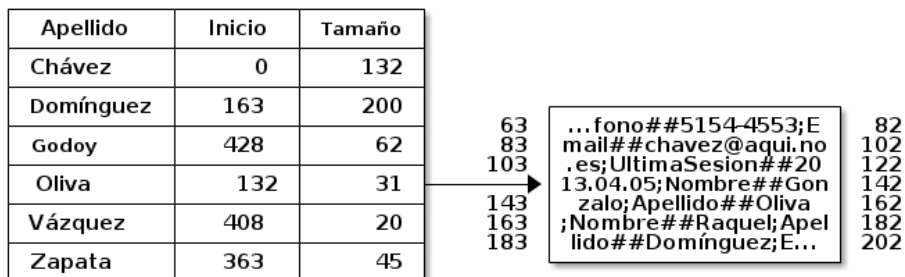 Apellido Inicio Tamaño
Chávez 0 132
Domínguez 163 200
Godoy 428 62
Oliva 132 31
Vázquez 408 20
Zapata 363 45
63 ...fono##5154-4553;E 82
83 mail##chavez@aqui.no 102
103 .es;UltimaSesion##20 122
13.04.05;Nombre##Gon 142
143 zalo;Apellido##Oliva 162
163 ;Nombre##Raquel;Apel 182
183 lido##Domínguez;E... 202